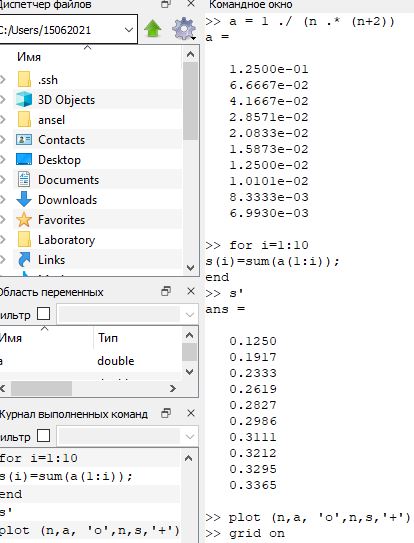 Диспетчер файлов
C:/Users/15062021
Имя
.ssh
3D Objects
ansel
Contacts
Desktop
Documents
Downloads
Favorites
Laboratory
Links
Область переменных
ильтр
Имя
Тип
a
double
Журнал выполненных команд
ильтр
for i=1:10
s(i)=sum(a(1:i));
end
s'
plot (n,a, 'o',n,s,'+')
Командное окно
>> a = 1 ./ (n .* (n+2))
a =
1.2500e-01
6.6667e-02
4.1667e-02
2.8571e-02
2.0833e-02
1.5873e-02
1.2500e-02
1.0101e-02
8.3333e-03
6.9930e-03
>> for i=1:10
s(i)=sum(a(1:i));
end
>> s'
ans =
0.1250
0.1917
0.2333
0.2619
0.2827
0.2986
0.3111
0.3212
0.3295
0.3365
>> plot (n,a, 'o',n,s,'+')
>> grid on